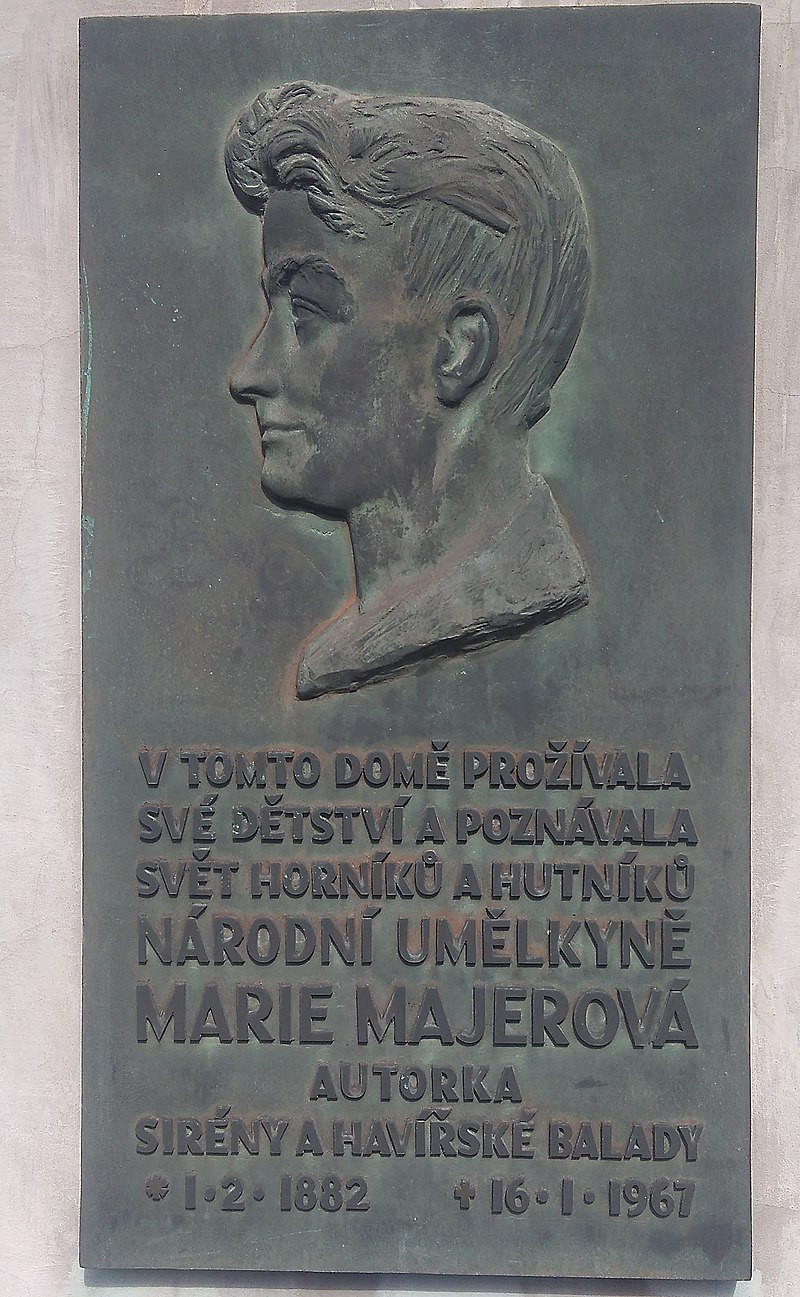 V TOMTO DOMĚ PROŽÍVALA
SVÉ DĚTSTVÍ A POZNÁVALA
SVĚT HORNÍKŮ A HUTNÍKŮ
NÁRODNÍ UMĚLKYNĚ
MARIE MAJEROVÁ
AUTORKA
SIRÉNY A HAVÍŘSKÉ BALADY
* 1 · 2 · 1882 ✝ 16 · 1 · 1967